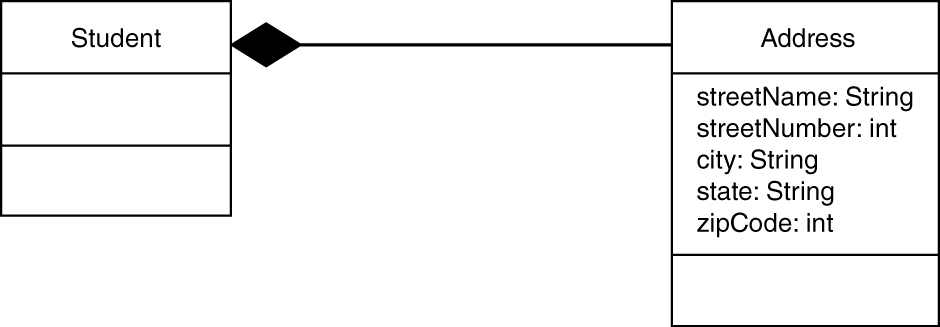 Student
Address
streetName: String
streetNumber: int
city: String
state: String
zipCode: int